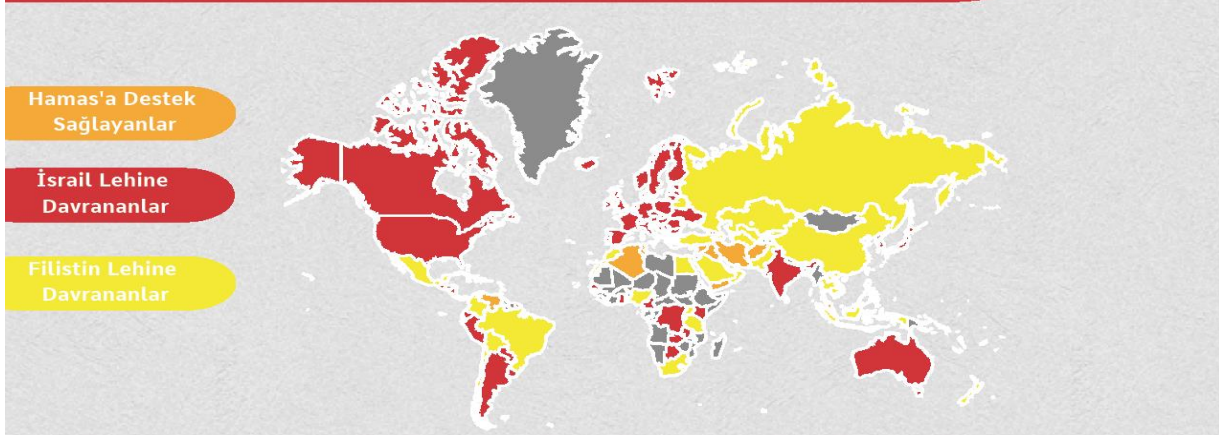 Hamas'a Destek
Sağlayanlar
İsrail Lehine
Davrananlar
Filistin Lehine
Davrananlar